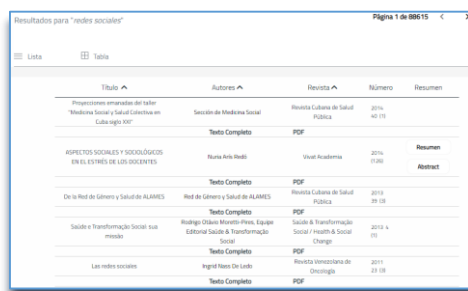 Resultados para "redes sociales"
Página 1 de 88615 < >
Lista Tabla
Título Autores Revista Número Resumen
Proyecciones emanadas del taller
"Medicina Social y Salud Colectiva en
Cuba siglo XXI"
Sección de Medicina Social
Revista Cubana de Salud
Pública
2014
40 (1)
Texto Completo PDF
ASPECTOS SOCIALES Y SOCIOLÓGICOS
EN EL ESTRÉS DE LOS DOCENTES
Nuria Aris Redó
Vivat Academia
2014
(126)
Resumen
Abstract
Texto Completo PDF
De la Red de Género y Salud de ALAMES
Red de Género y Salud de ALAMES
Revista Cubana de Salud
Pública
2013
39 (2)
Texto Completo PDF
Saúde e Transformação Social: sua
missão
Rodrigo Otávio Moretti-Pires, Equipe
Editorial Saúde & Transformação
Social
Saúde & Transformação
Social / Health & Social
Change
2013 4
(1)
Texto Completo PDF
Las redes sociales
Ingrid Nass De Ledo
Revista Venezolana de
Oncología
2011
23 (3)
Texto Completo PDF